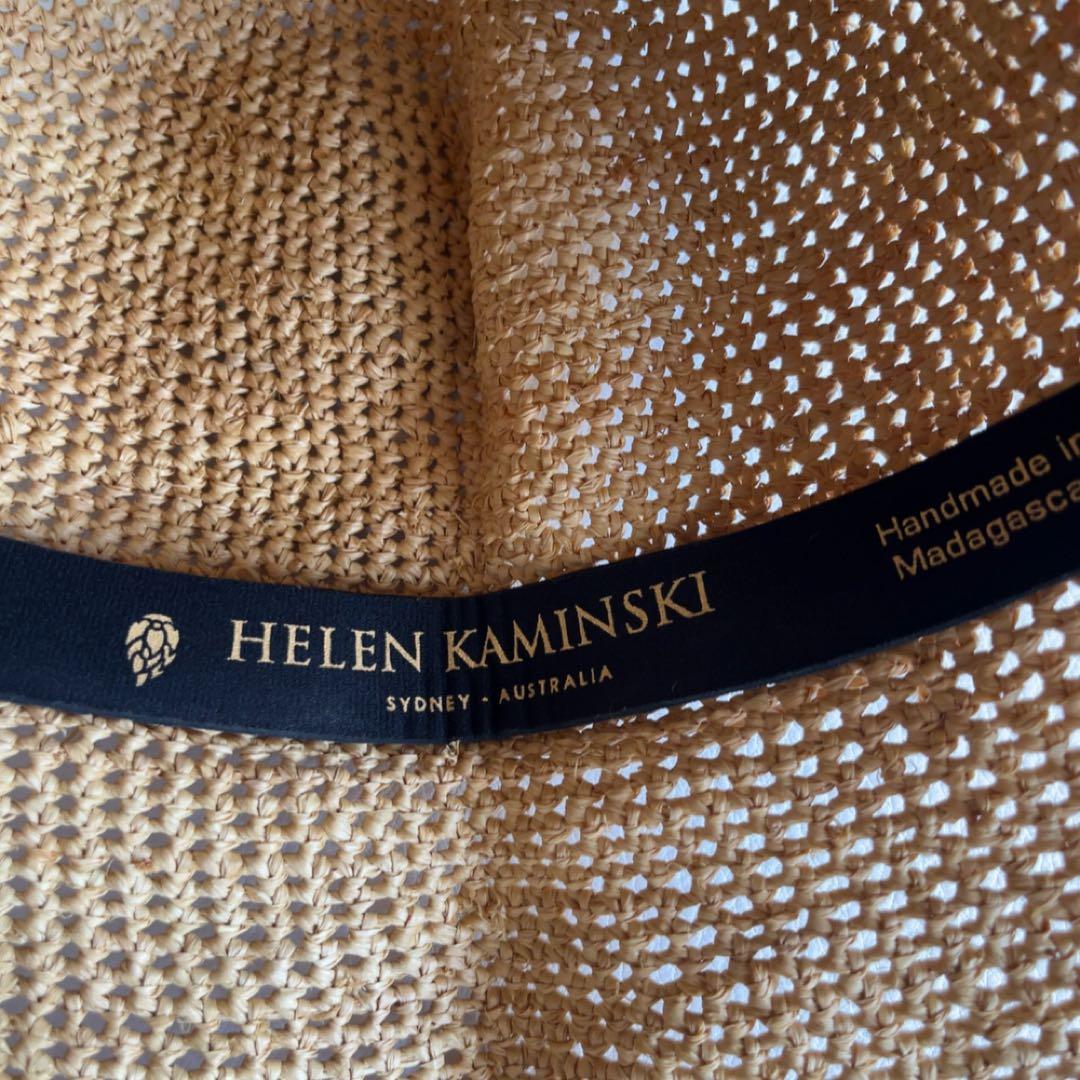 HELEN KAMINSKI
SYDNEY - AUSTRALIA
Handmade in
Madagasca